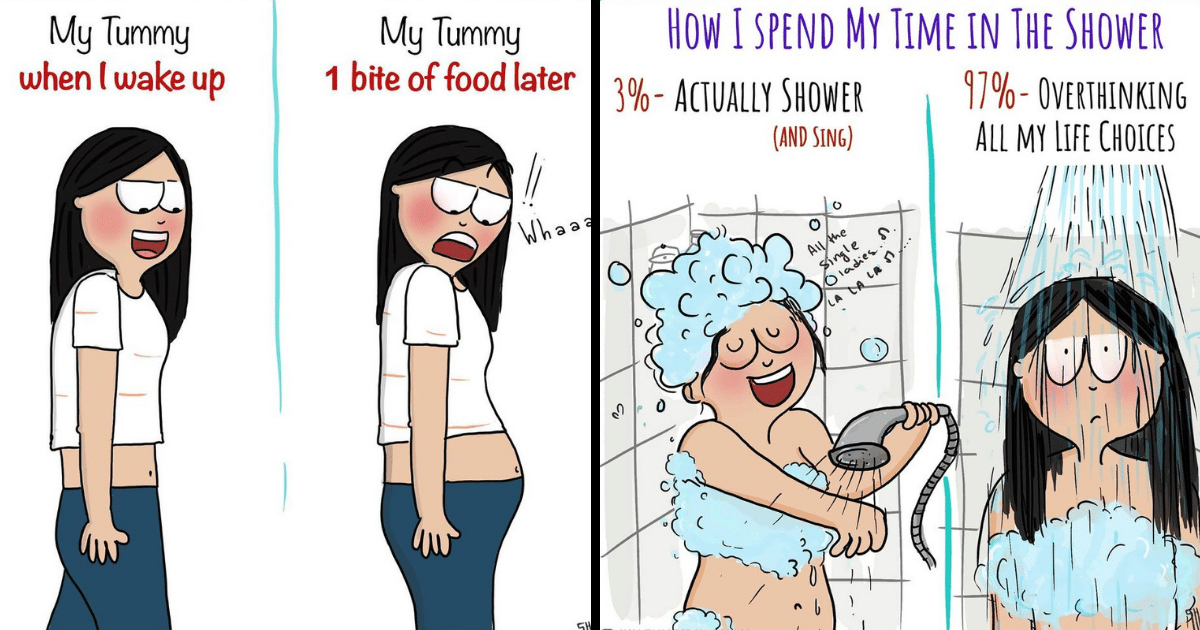 My Tummy
when I wake up
My Tummy
1 bite of food later
!!
Whaaa
SH
HOW I SPEND MY TIME IN THE SHOWER
3%- ACTUALLY SHOWER
(AND SING)
All the
Single
ladies..
LA LA LA
97%- OVERTHINKING
ALL MY LIFE CHOICES
SH